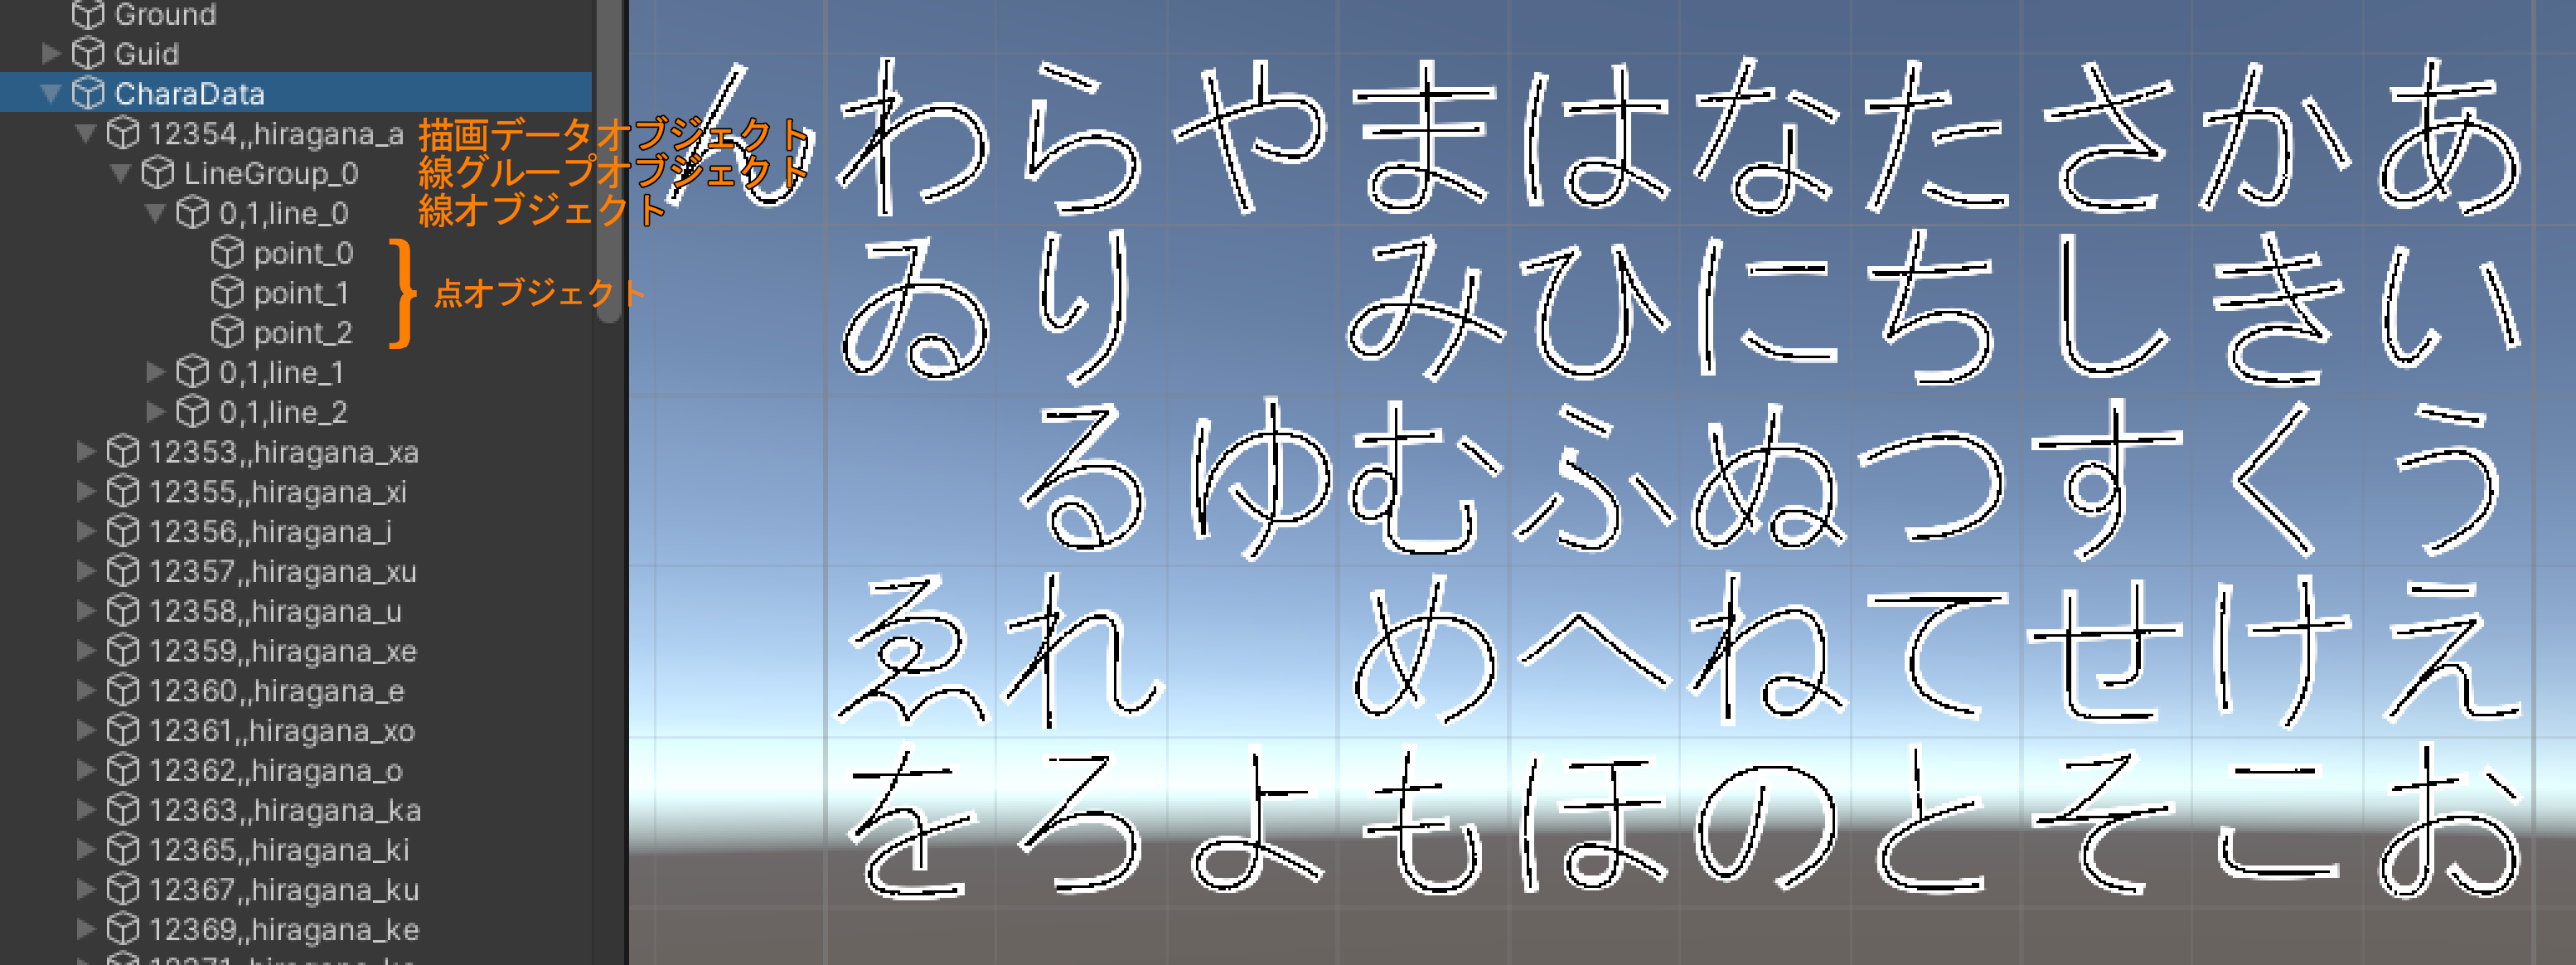 Ground
Guid
CharaData
12354,,hiragana_a 描画データオブジェクト
LineGroup_0 線グループオブジェクト
0,1,line_0 線オブジェクト
point_0
point_1
point_2
点オブジェクト
0,1,line_1
0,1,line_2
12353,,hiragana_xa
12355,,hiragana_xi
12356,,hiragana_i
12357,,hiragana_xu
12358,,hiragana_u
12359,,hiragana_xe
12360,,hiragana_e
12361,,hiragana_xo
12362,,hiragana_o
12363,,hiragana_ka
12365,,hiragana_ki
12367,,hiragana_ku
12369,,hiragana_ke
んわらやまはなたさかあ
ゐり みひにちしきい
るゆむふぬつすくう
ゑれ めへねてせけえ
をろよもほのとそこお